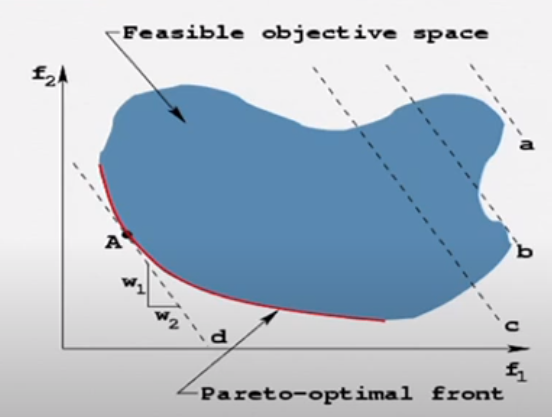 Feasible objective space
f2
a
A
b
w1
w2
c
d
f1
Pareto-optimal front